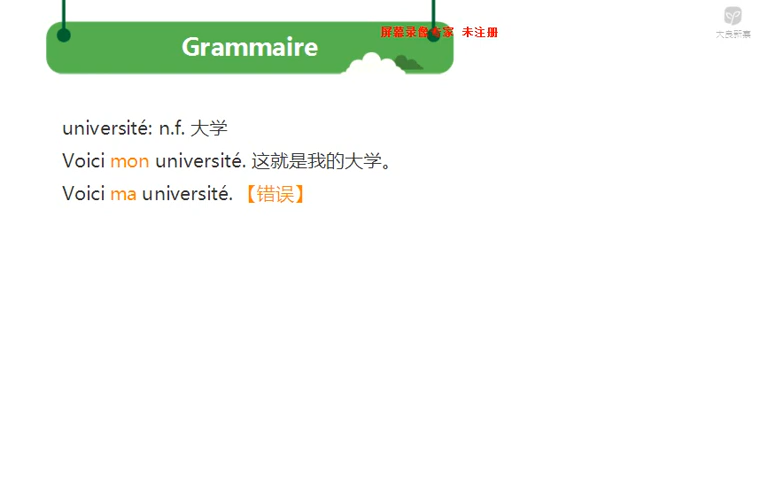 Grammaire
屏幕录像专家 未注册
université: n.f. 大学
Voici mon université. 这就是我的大学。
Voici ma université. 【错误】